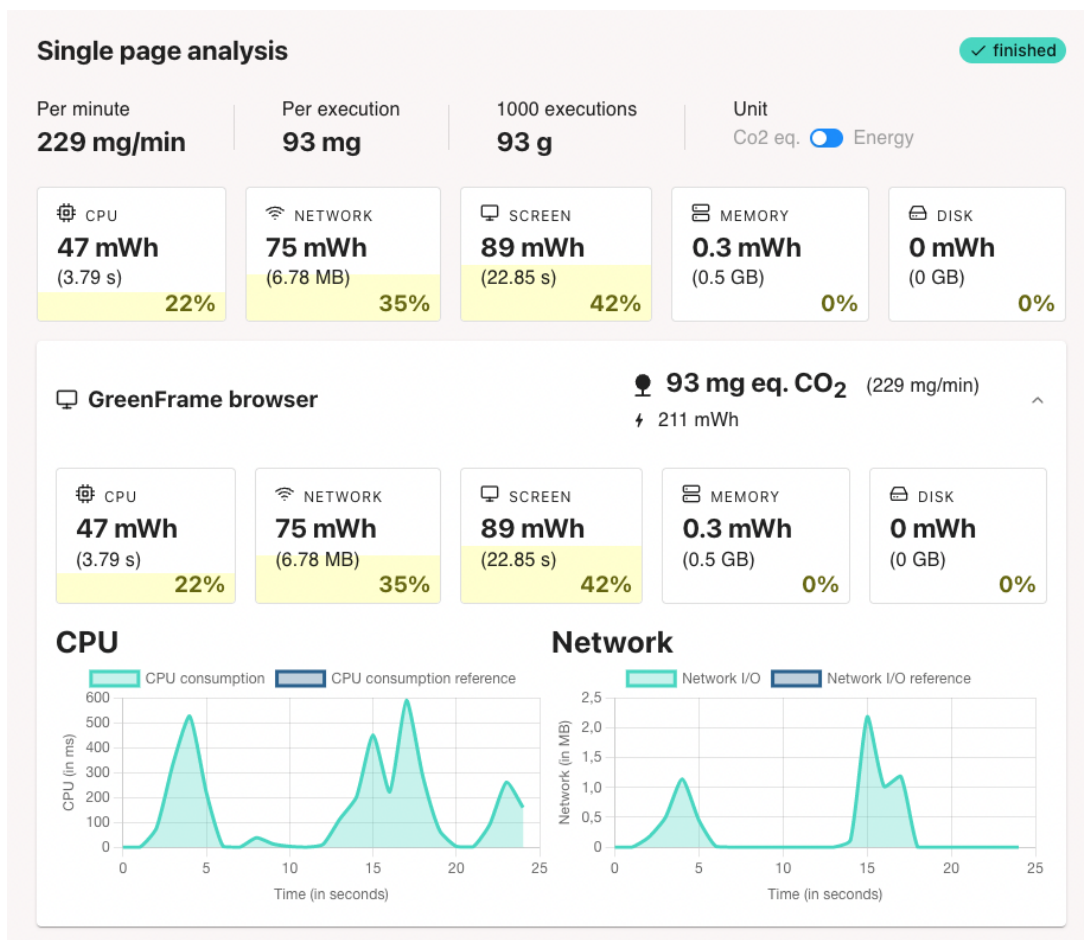 Single page analysis
finished
Per minute
229 mg/min
Per execution
93 mg
1000 executions
93 g
Unit
Co2 eq. Energy
CPU
47 mWh
(3.79 s)
22%
NETWORK
75 mWh
(6.78 MB)
35%
SCREEN
89 mWh
(22.85 s)
42%
MEMORY
0.3 mWh
(0.5 GB)
0%
DISK
0 mWh
(0 GB)
0%
GreenFrame browser
93 mg eq. CO2 (229 mg/min)
211 mWh
CPU
47 mWh
(3.79 s)
22%
NETWORK
75 mWh
(6.78 MB)
35%
SCREEN
89 mWh
(22.85 s)
42%
MEMORY
0.3 mWh
(0.5 GB)
0%
DISK
0 mWh
(0 GB)
0%
CPU
CPU consumption CPU consumption reference
CPU (in ms)
600
500
400
300
200
100
0
0 5 10 15 20 25
Time (in seconds)
Network
Network I/O Network I/O reference
Network (in MB)
2,5
2,0
1,5
1,0
0,5
0
0 5 10 15 20 25
Time (in seconds)